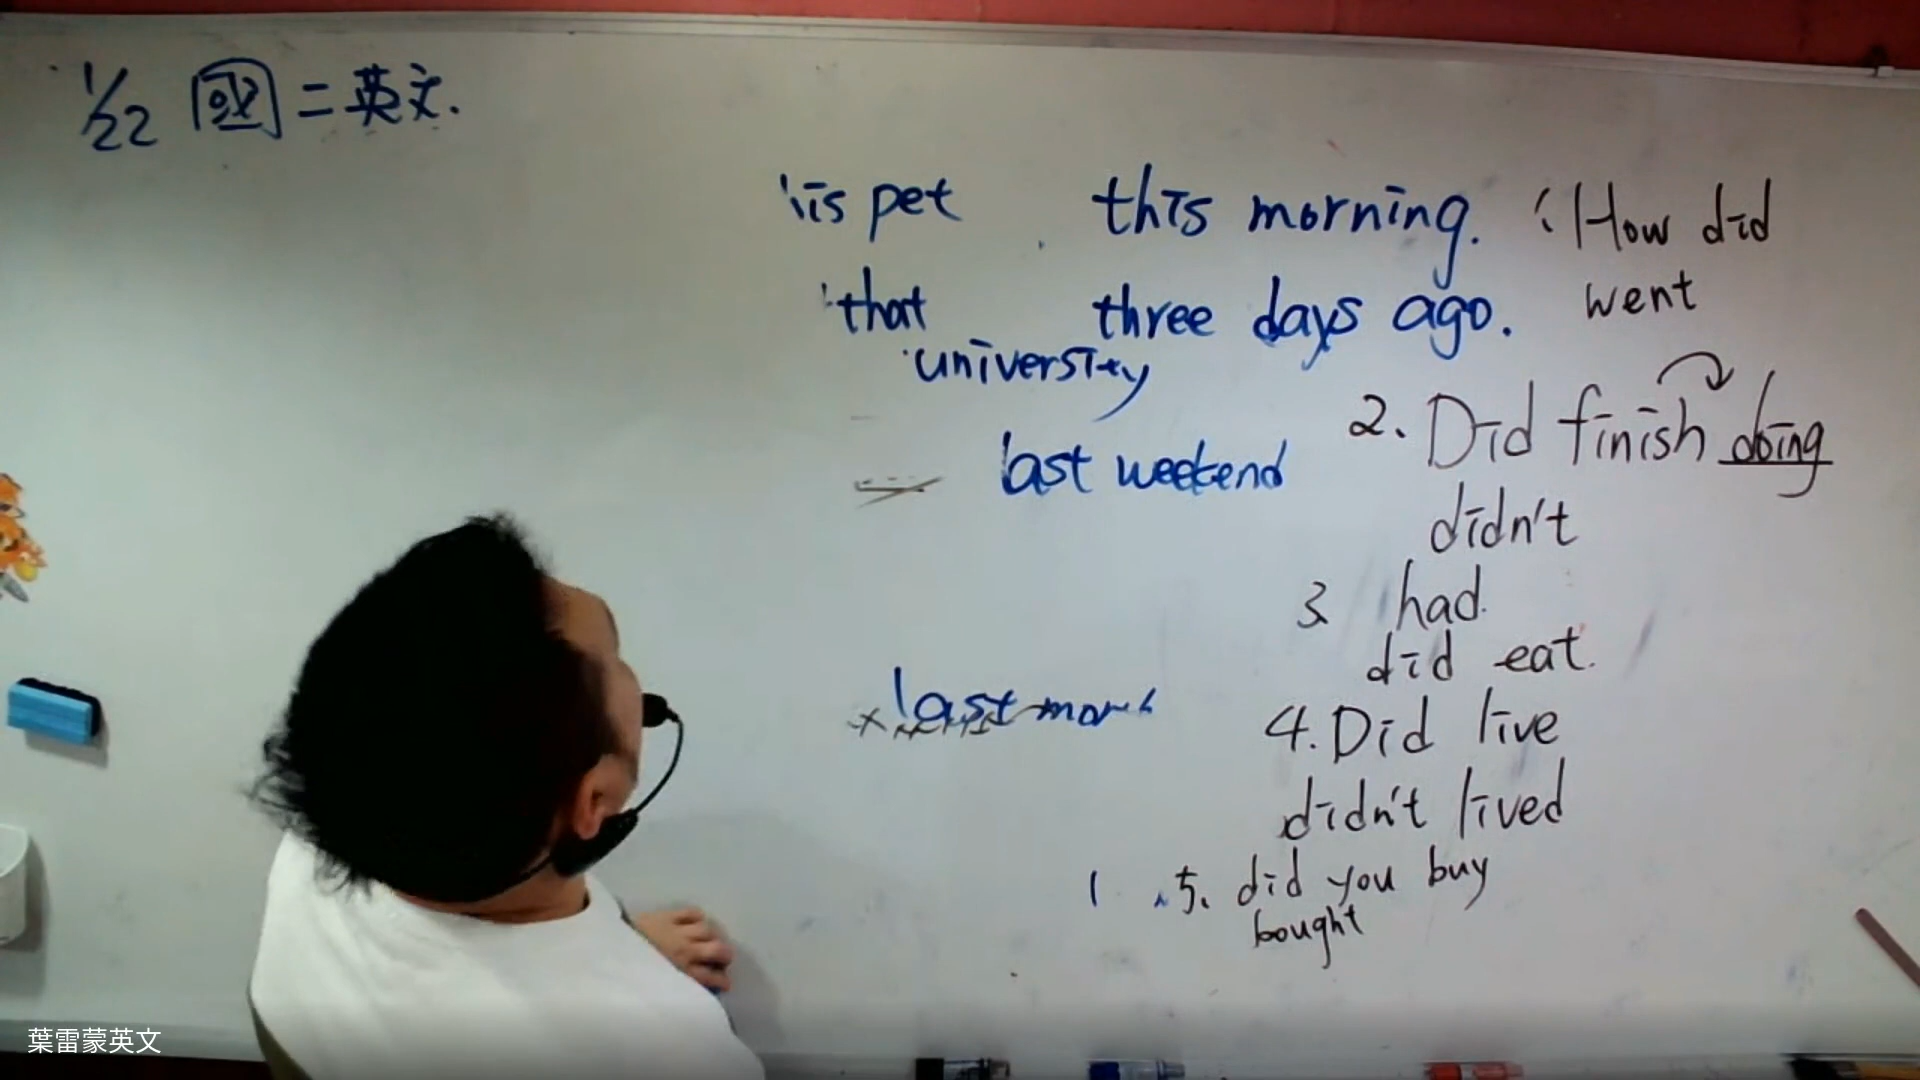 1/22 國二英文.
is pet this morning. How did
that three days ago. went
university
last weekend
2. Did finish doing
didn't
3. had.
did eat.
last
4. Did live
didn't lived
5. did you buy
bought
葉雷蒙英文